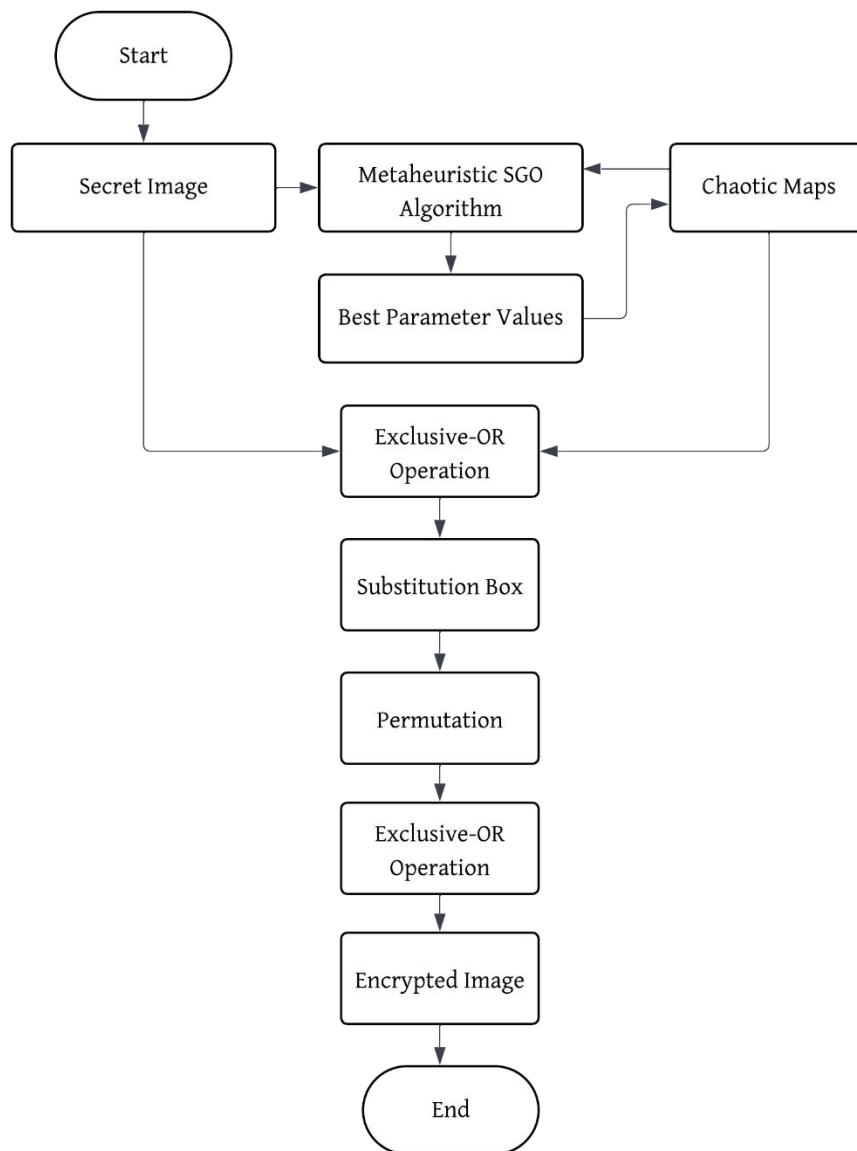 Start
Secret Image
Metaheuristic SGO
Algorithm
Chaotic Maps
Best Parameter Values
Exclusive-OR
Operation
Substitution Box
Permutation
Exclusive-OR
Operation
Encrypted Image
End